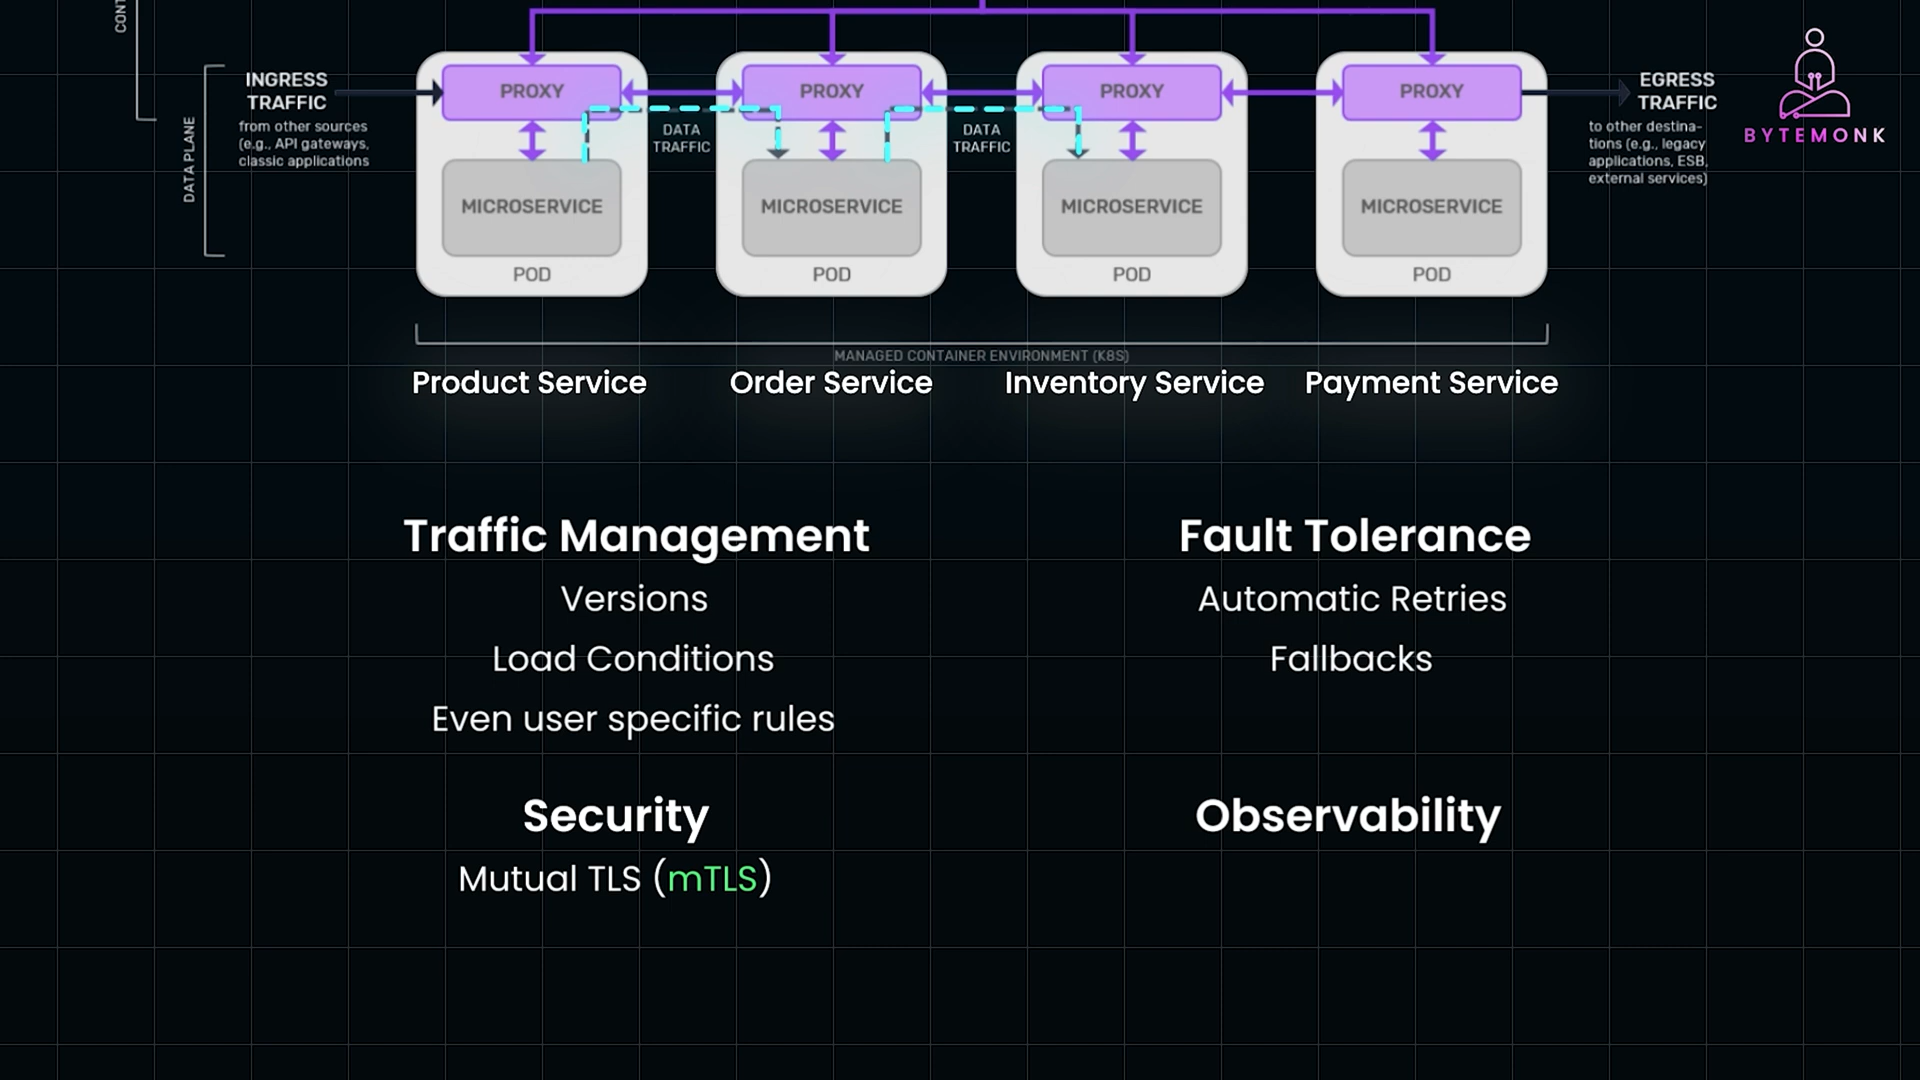 CONT
INGRESS
TRAFFIC
from other sources
(e.g., API gateways,
classic applications
DATA PLANE
PROXY
PROXY
PROXY
PROXY
DATA
TRAFFIC
DATA
TRAFFIC
MICROSERVICE
MICROSERVICE
MICROSERVICE
MICROSERVICE
POD
POD
POD
POD
EGRESS
TRAFFIC
to other destina-
tions (e.g., legacy
applications, ESB,
external services)
BYTEMONK
MANAGED CONTAINER ENVIRONMENT (K8S)
Product Service
Order Service
Inventory Service
Payment Service
Traffic Management
Versions
Load Conditions
Even user specific rules
Fault Tolerance
Automatic Retries
Fallbacks
Security
Mutual TLS (mTLS)
Observability